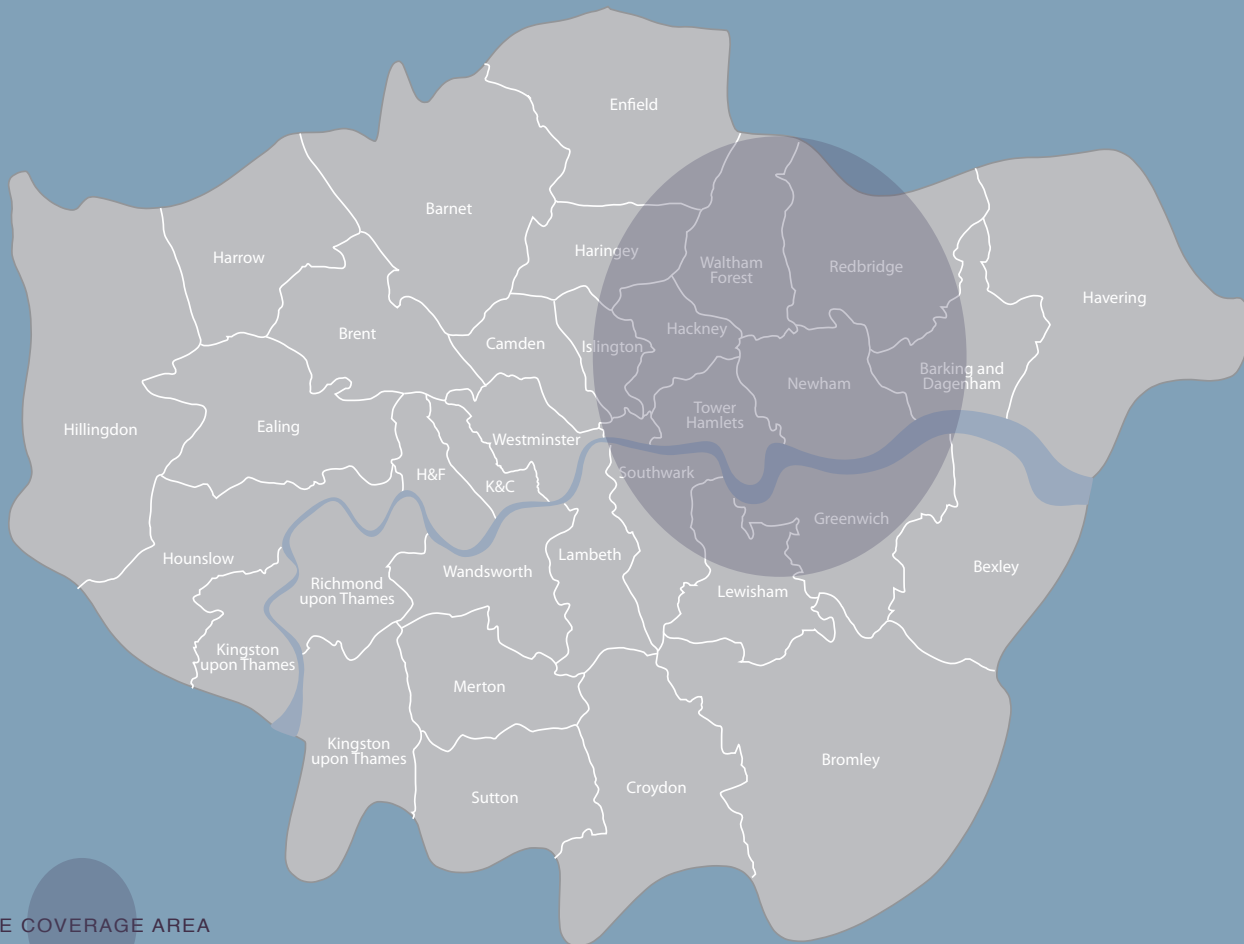 Enfield
Barnet
Harrow
Haringey
Waltham
Forest
Redbridge
Havering
Brent
Camden
Islington
Hackney
Newham
Barking and
Dagenham
Hillingdon
Ealing
Westminster
Tower
Hamlets
H&F
K&C
Southwark
Greenwich
Hounslow
Richmond
upon Thames
Wandsworth
Lambeth
Lewisham
Bexley
Kingston
upon Thames
Merton
Kingston
upon Thames
Sutton
Croydon
Bromley
E COVERAGE AREA